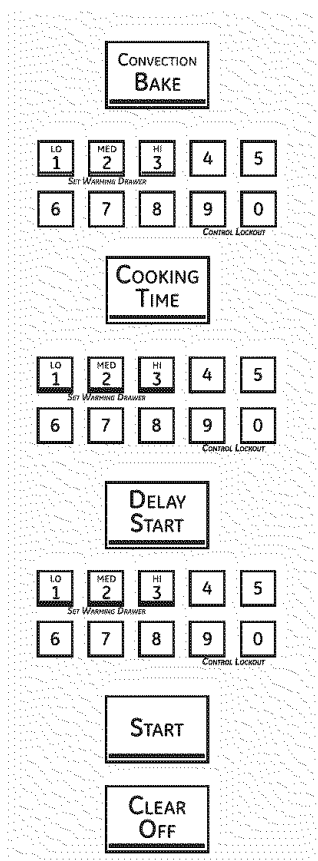 CONVECTION
BAKE
LO MED HI
1 2 3 4 5
SET WARMING DRAWER
6 7 8 9 0
CONTROL LOCKOUT
COOKING
TIME
LO MED HI
1 2 3 4 5
SET WARMING DRAWER
6 7 8 9 0
CONTROL LOCKOUT
DELAY
START
LO MED HI
1 2 3 4 5
SET WARMING DRAWER
6 7 8 9 0
CONTROL LOCKOUT
START
CLEAR
OFF